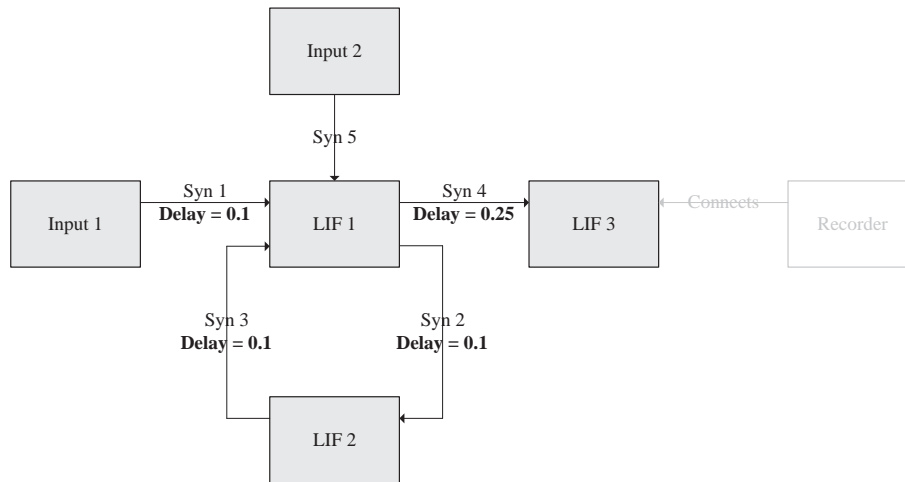 Input 2
Syn 5
Syn 1
Delay = 0.1
Syn 4
Delay = 0.25
Connects
Input 1
LIF 1
LIF 3
Recorder
Syn 3
Delay = 0.1
Syn 2
Delay = 0.1
LIF 2